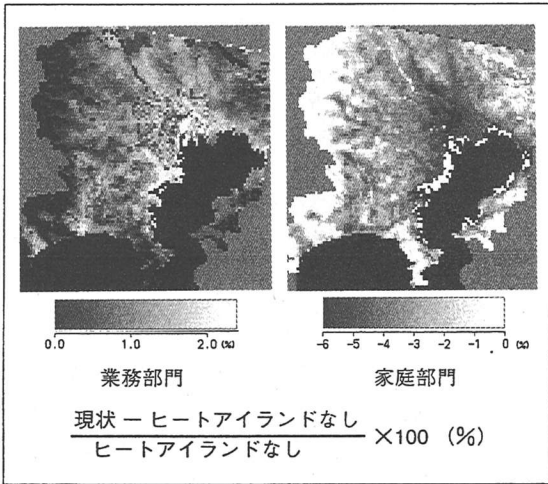 0.0 1.0 2.0 (%)
-6 -5 -4 -3 -2 -1 0 (%)
業務部門
家庭部門
現状 ー ヒートアイランドなし
ヒートアイランドなし
×100 (%)